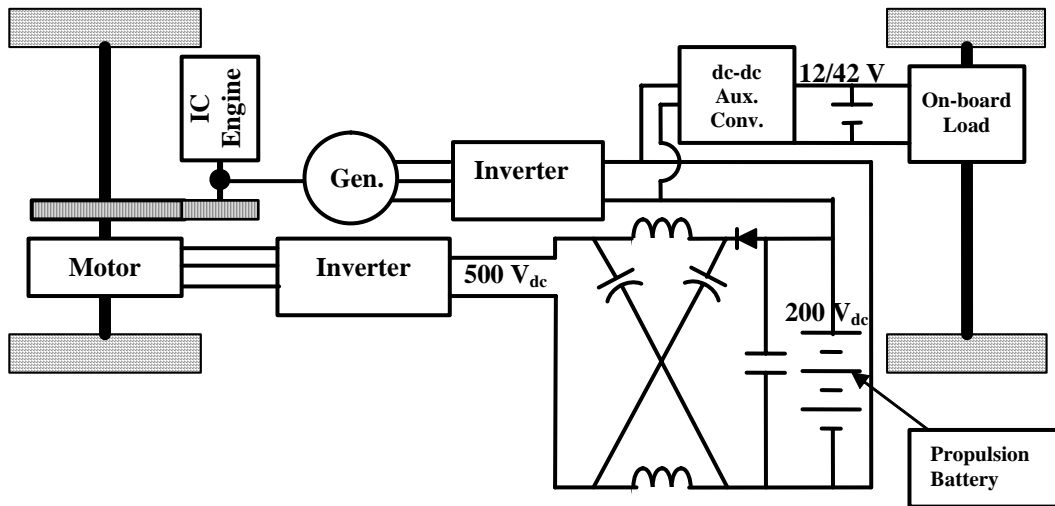 IC
Engine
dc-dc
Aux.
Conv.
12/42 V
On-board
Load
Gen.
Inverter
Motor
Inverter
500 Vdc
200 Vdc
Propulsion
Battery